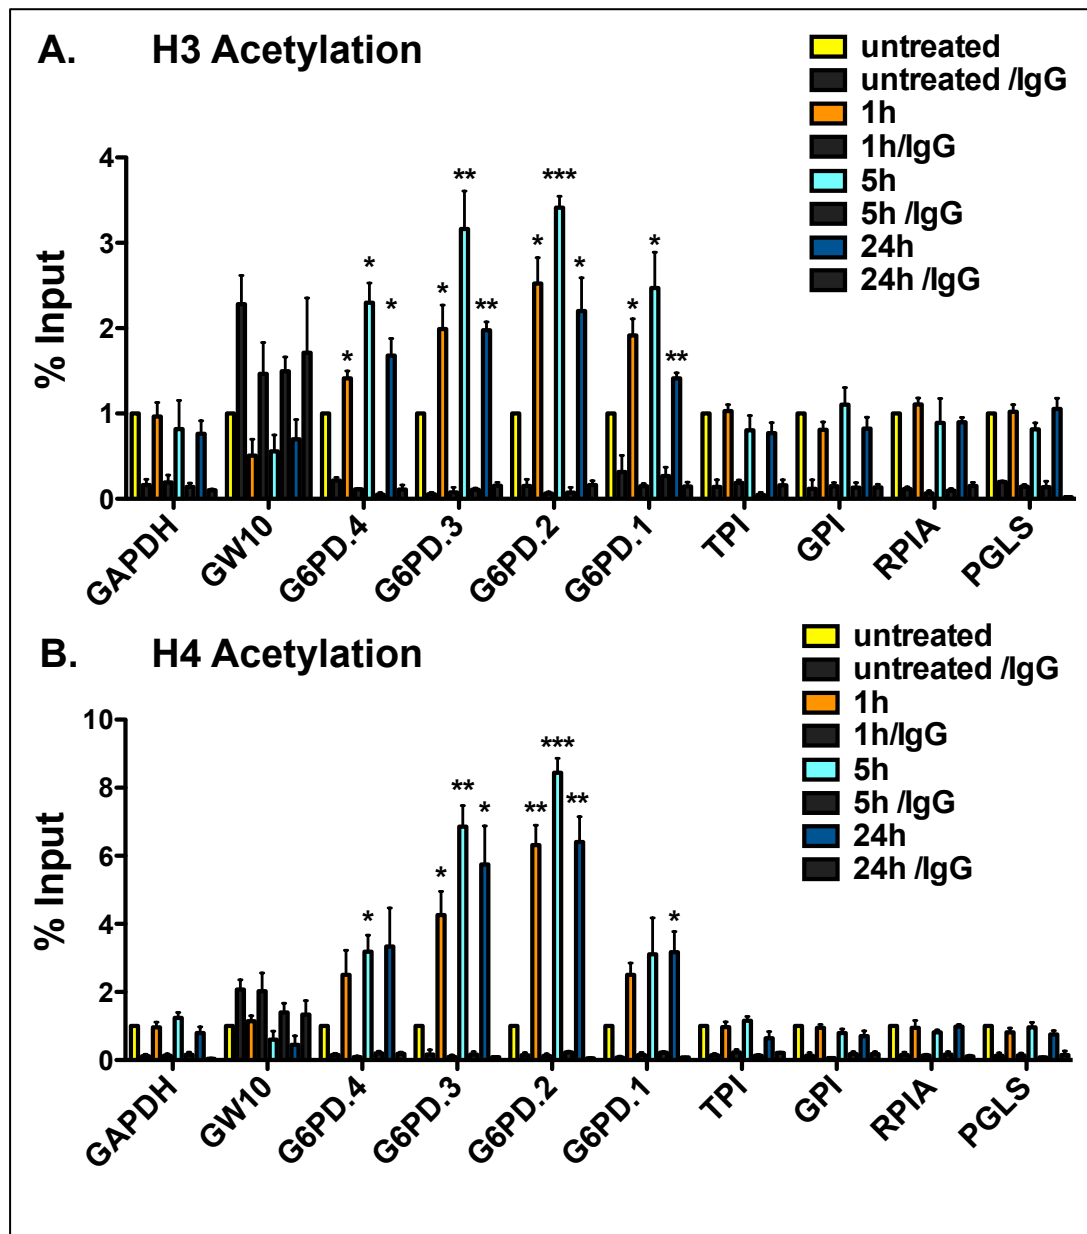 A. H3 Acetylation
untreated
untreated /IgG
1h
1h/IgG
5h
5h /IgG
24h
24h /IgG
% Input
4
3
2
1
0
* * * * ** ** * *** * * * **
GAPDH GW10 G6PD.4 G6PD.3 G6PD.2 G6PD.1 TPI GPI RPIA PGLS
B. H4 Acetylation
untreated
untreated /IgG
1h
1h/IgG
5h
5h /IgG
24h
24h /IgG
% Input
10
8
6
4
2
0
* * ** * ** *** ** *
GAPDH GW10 G6PD.4 G6PD.3 G6PD.2 G6PD.1 TPI GPI RPIA PGLS